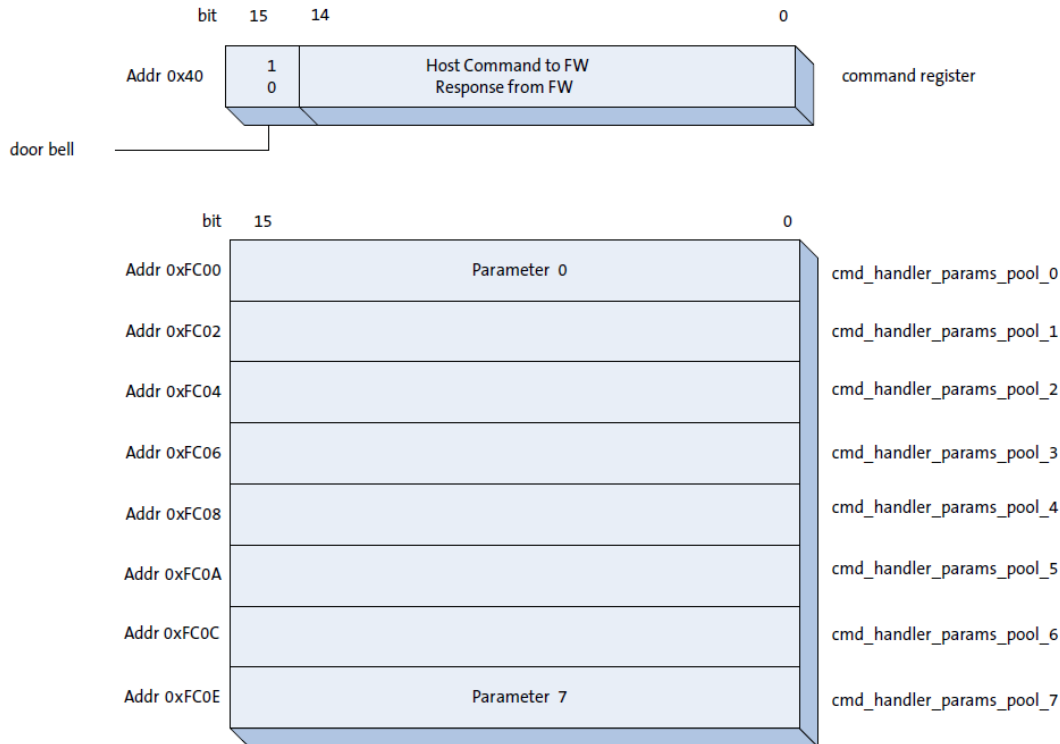 bit 15 14 0
Addr 0x40 1 Host Command to FW command register
0 Response from FW
door bell
bit 15 0
Addr 0xFC00 Parameter 0 cmd_handler_params_pool_0
Addr 0xFC02 cmd_handler_params_pool_1
Addr 0xFC04 cmd_handler_params_pool_2
Addr 0xFC06 cmd_handler_params_pool_3
Addr 0xFC08 cmd_handler_params_pool_4
Addr 0xFC0A cmd_handler_params_pool_5
Addr 0xFC0C cmd_handler_params_pool_6
Addr 0xFC0E Parameter 7 cmd_handler_params_pool_7